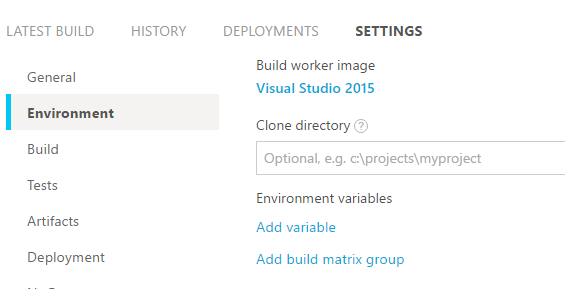 LATEST BUILD HISTORY DEPLOYMENTS SETTINGS
General
Environment
Build
Tests
Artifacts
Deployment
Build worker image
Visual Studio 2015
Clone directory ?
Optional, e.g. c:\projects\myproject
Environment variables
Add variable
Add build matrix group